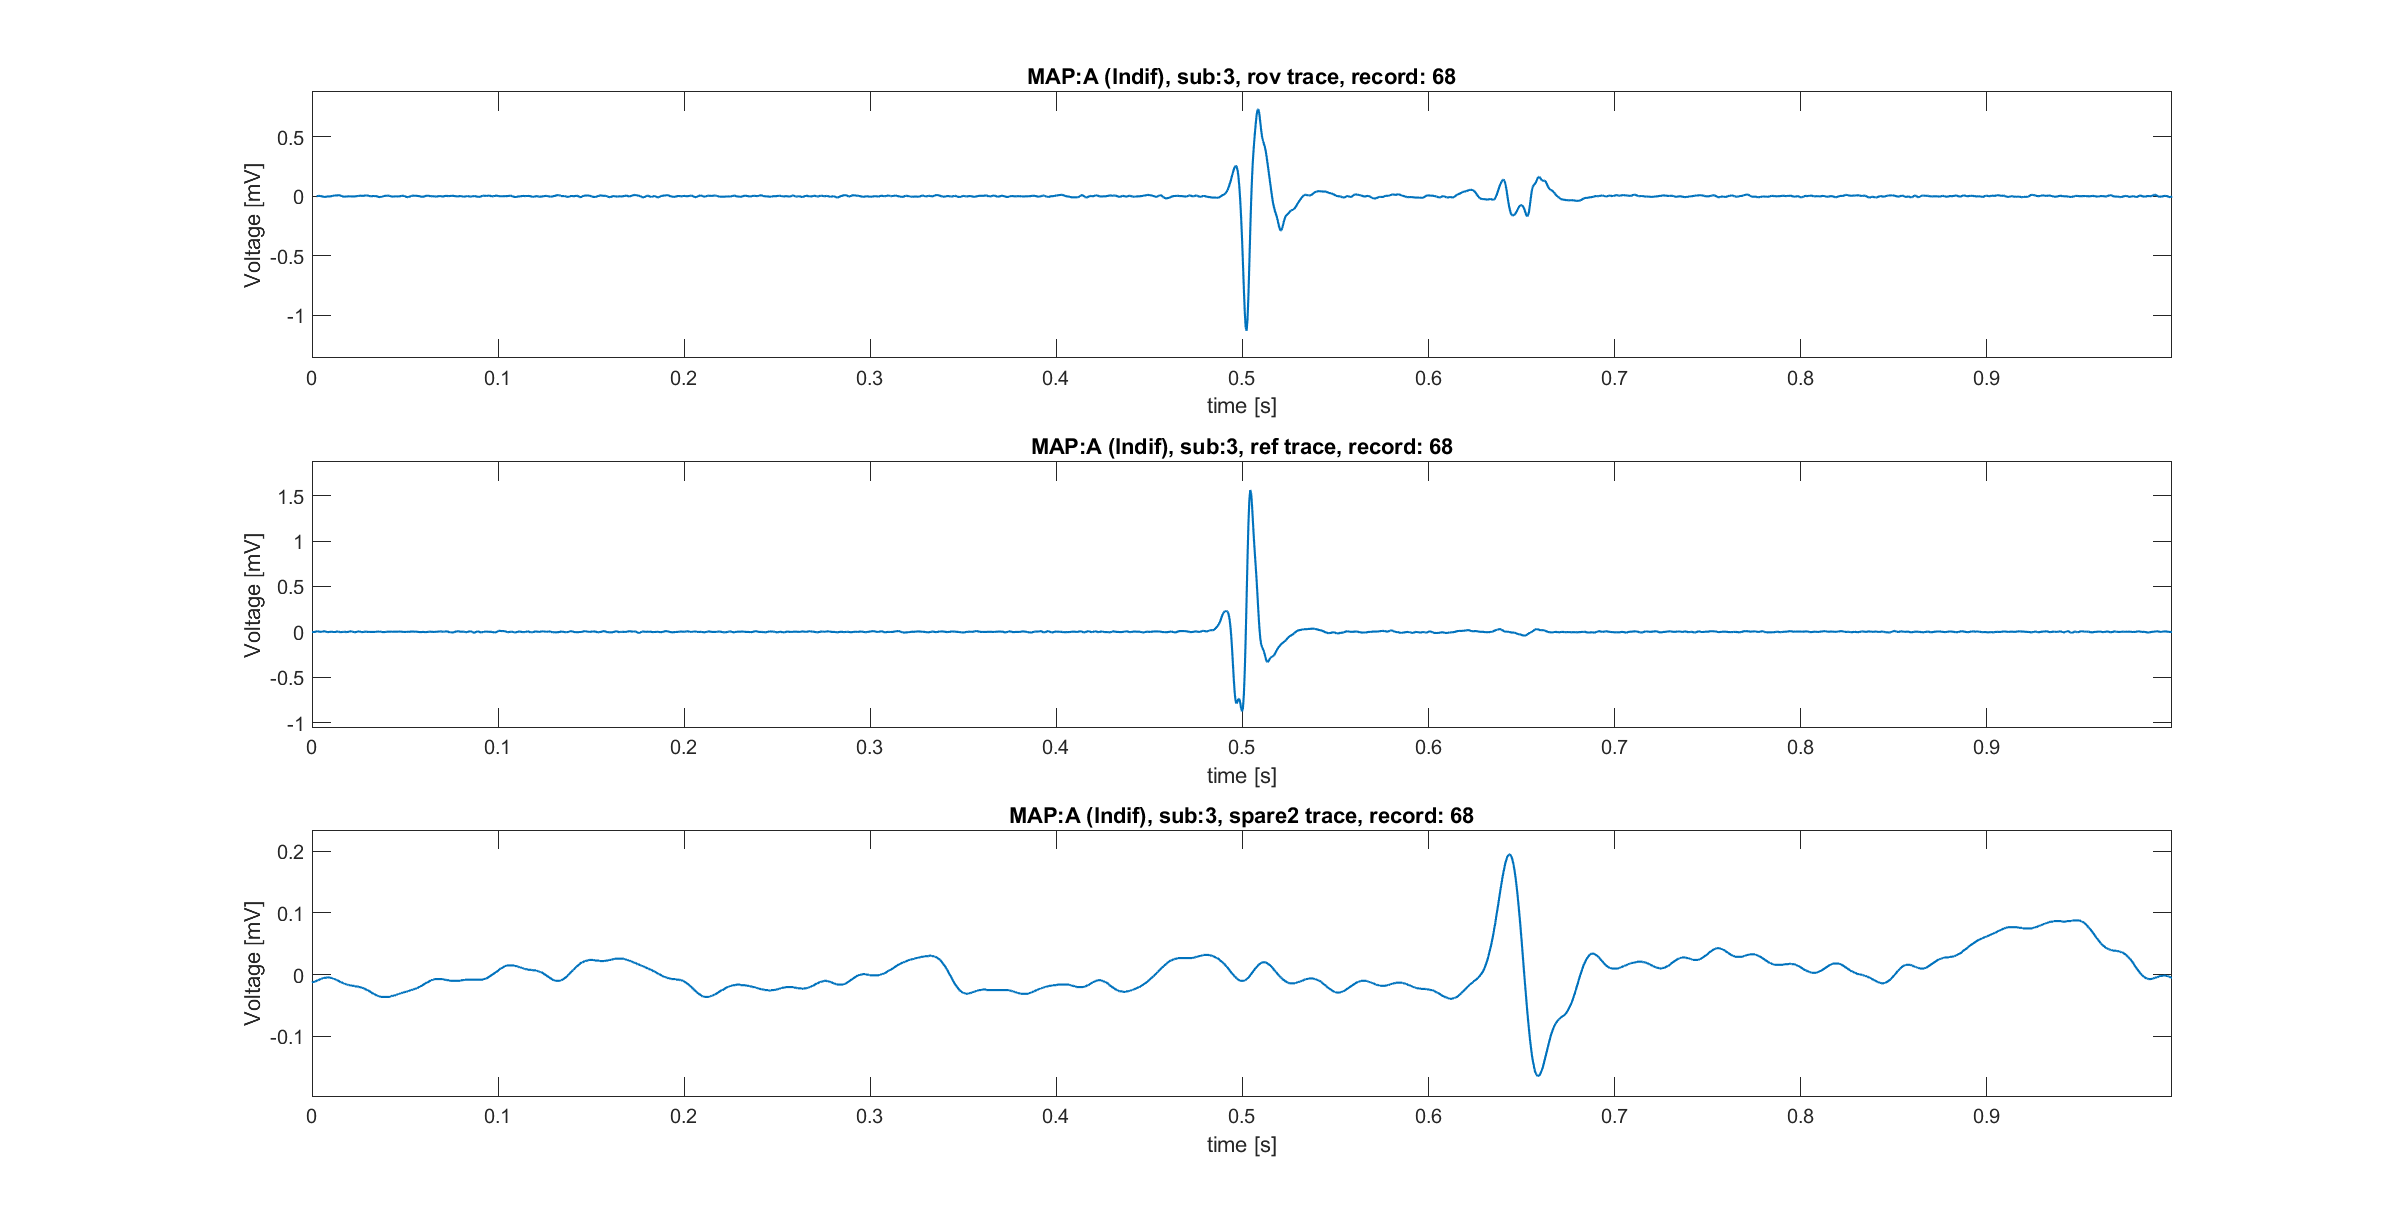 MAP:A (Indif), sub:3, rov trace, record: 68
Voltage [mV]
0.5
0
-0.5
-1
0 0.1 0.2 0.3 0.4 0.5 0.6 0.7 0.8 0.9
time [s]
MAP:A (Indif), sub:3, ref trace, record: 68
Voltage [mV]
1.5
1
0.5
0
-0.5
-1
0 0.1 0.2 0.3 0.4 0.5 0.6 0.7 0.8 0.9
time [s]
MAP:A (Indif), sub:3, spare2 trace, record: 68
Voltage [mV]
0.2
0.1
0
-0.1
0 0.1 0.2 0.3 0.4 0.5 0.6 0.7 0.8 0.9
time [s]